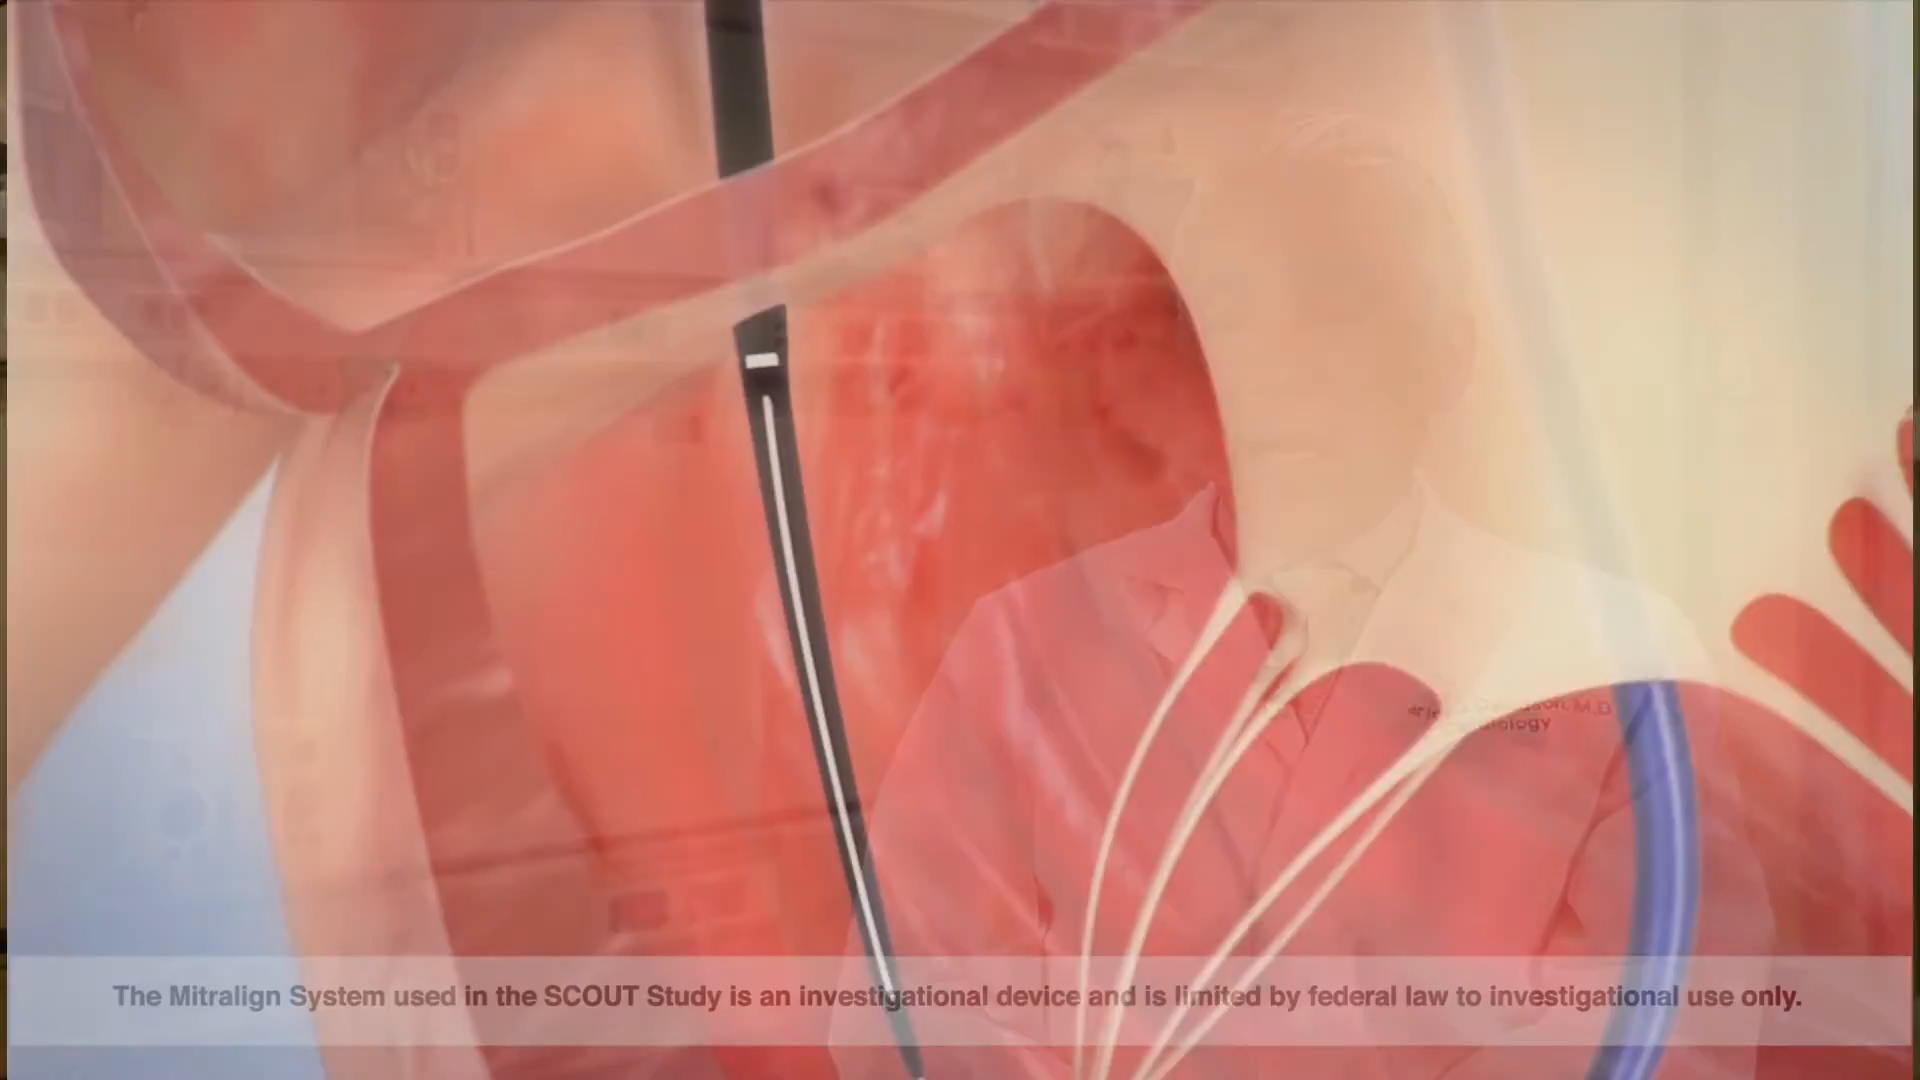 M.D
The Mitralign System used in the SCOUT Study is an investigational device and is limited by federal law to investigational use only.